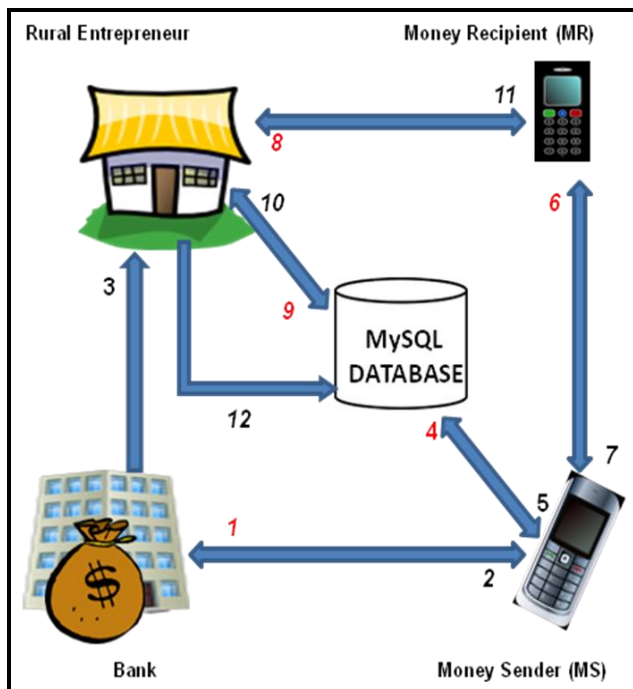 Rural Entrepreneur
Money Recipient (MR)
11
8
6
10
3
9
MySQL
DATABASE
12
4
7
5
1
2
$
Bank
Money Sender (MS)